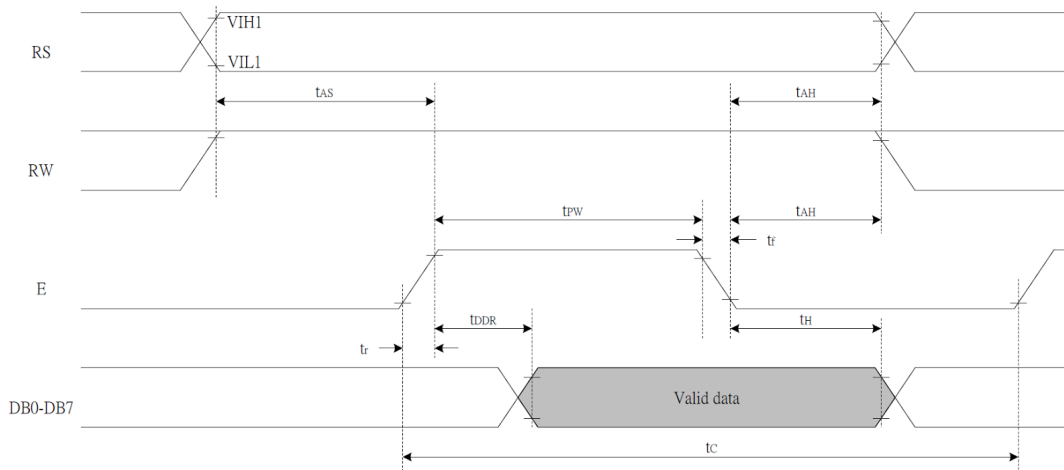 VIH1
RS
VIL1
tAS
tAH
RW
tPW
tAH
tf
E
tDDR
tH
tr
Valid data
DB0-DB7
tC